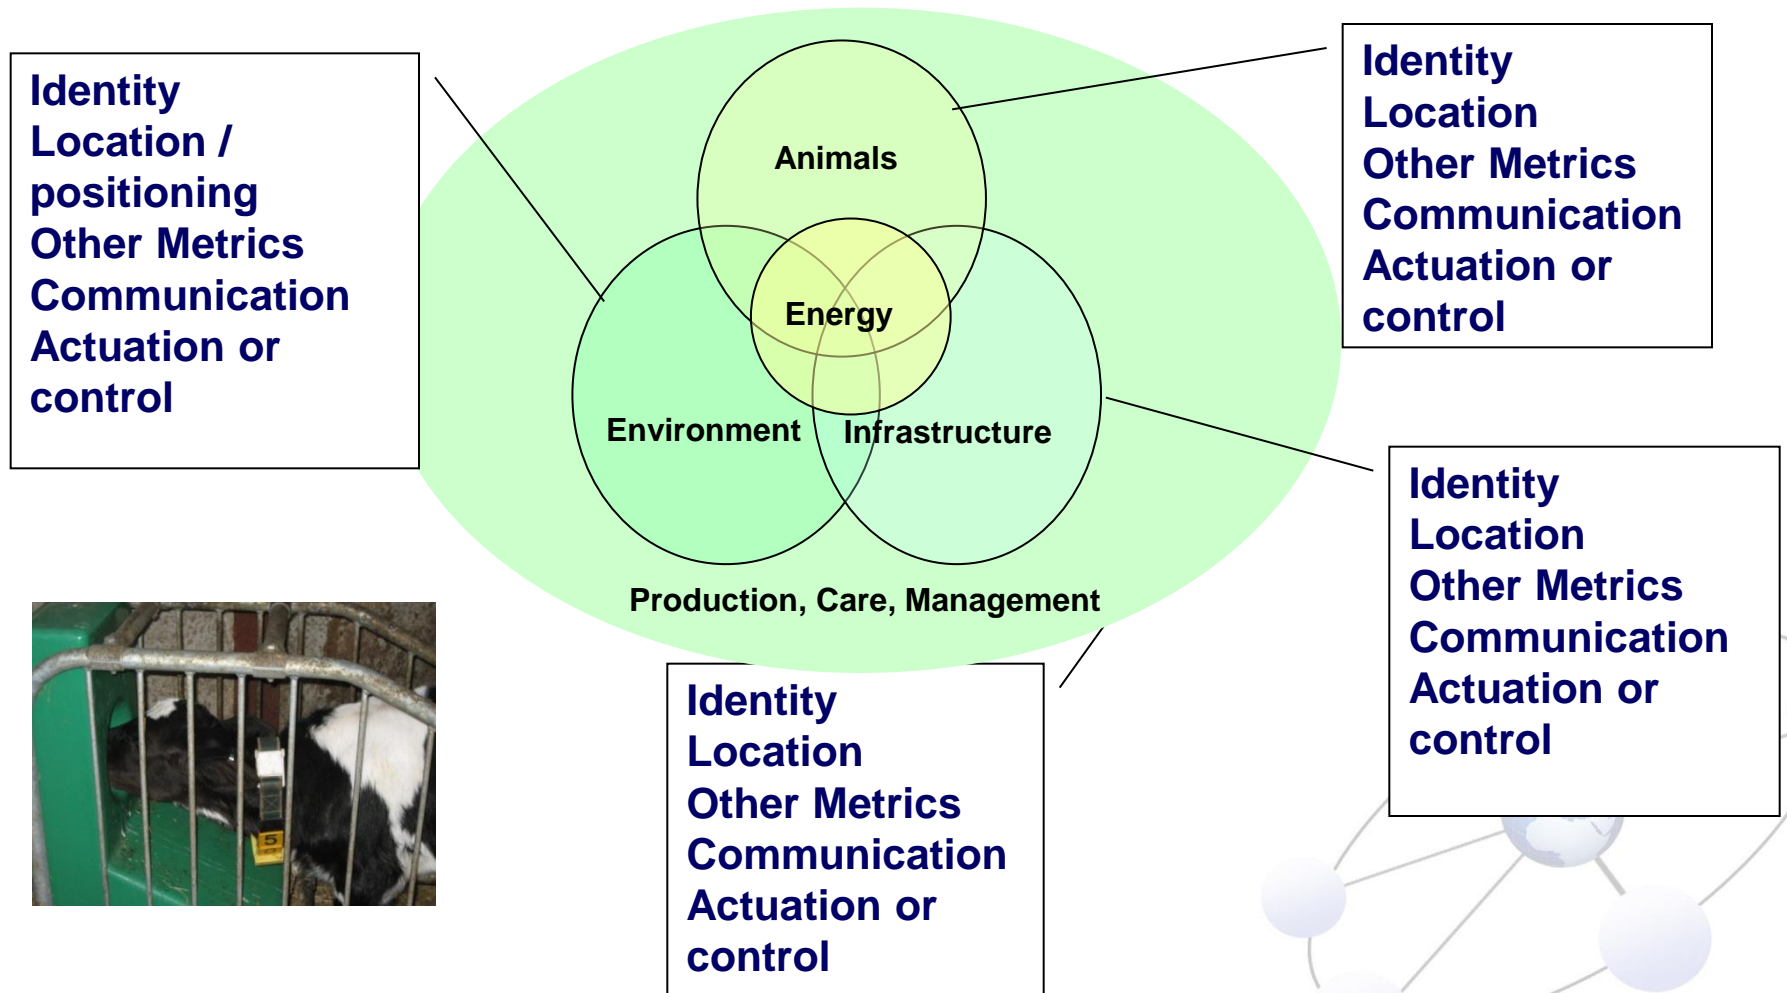 Identity
Location /
positioning
Other Metrics
Communication
Actuation or
control
Animals
Energy
Environment
Infrastructure
Production, Care, Management
Identity
Location
Other Metrics
Communication
Actuation or
control
Identity
Location
Other Metrics
Communication
Actuation or
control
Identity
Location
Other Metrics
Communication
Actuation or
control
5